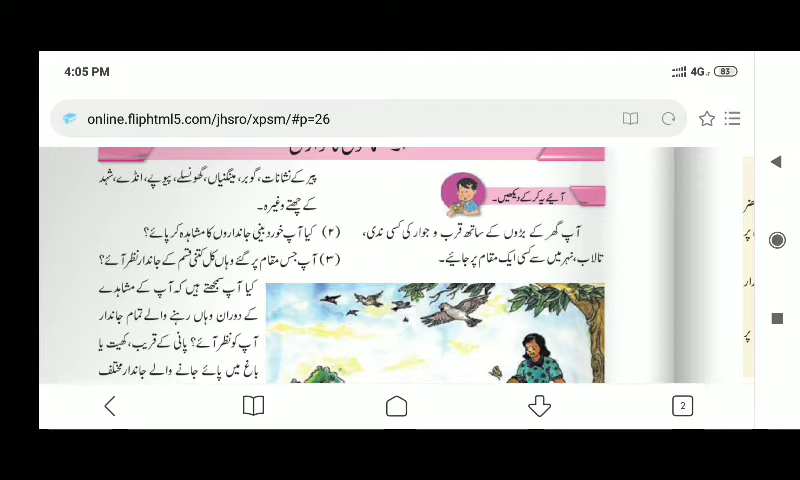 4:05 PM
4G
83
online.fliphtml5.com/jhsro/xpsm/#p=26
آئیے یہ کر کے دیکھیں۔
آپ گھر کے بڑوں کے ساتھ قرب و جوار کی کسی ندی،
تالاب، نہر میں سے کسی ایک مقام پر جائیے۔
پیر کے نشانات، گوبر، مینگنیاں، گھونسلے، پیوپے، انڈے، شہد
کے چھتے وغیرہ۔
(۲) کیا آپ خوردبینی جانداروں کا مشاہدہ کر پائے؟
(۳) آپ جس مقام پر گئے وہاں کل کتنی قسم کے جاندار نظر آئے؟
کیا آپ سمجھتے ہیں کہ آپ کے مشاہدے
کے دوران وہاں رہنے والے تمام جاندار
آپ کو نظر آئے؟ پانی کے قریب، کھیت یا
باغ میں پائے جانے والے جاندار مختلف
پر
پر
2